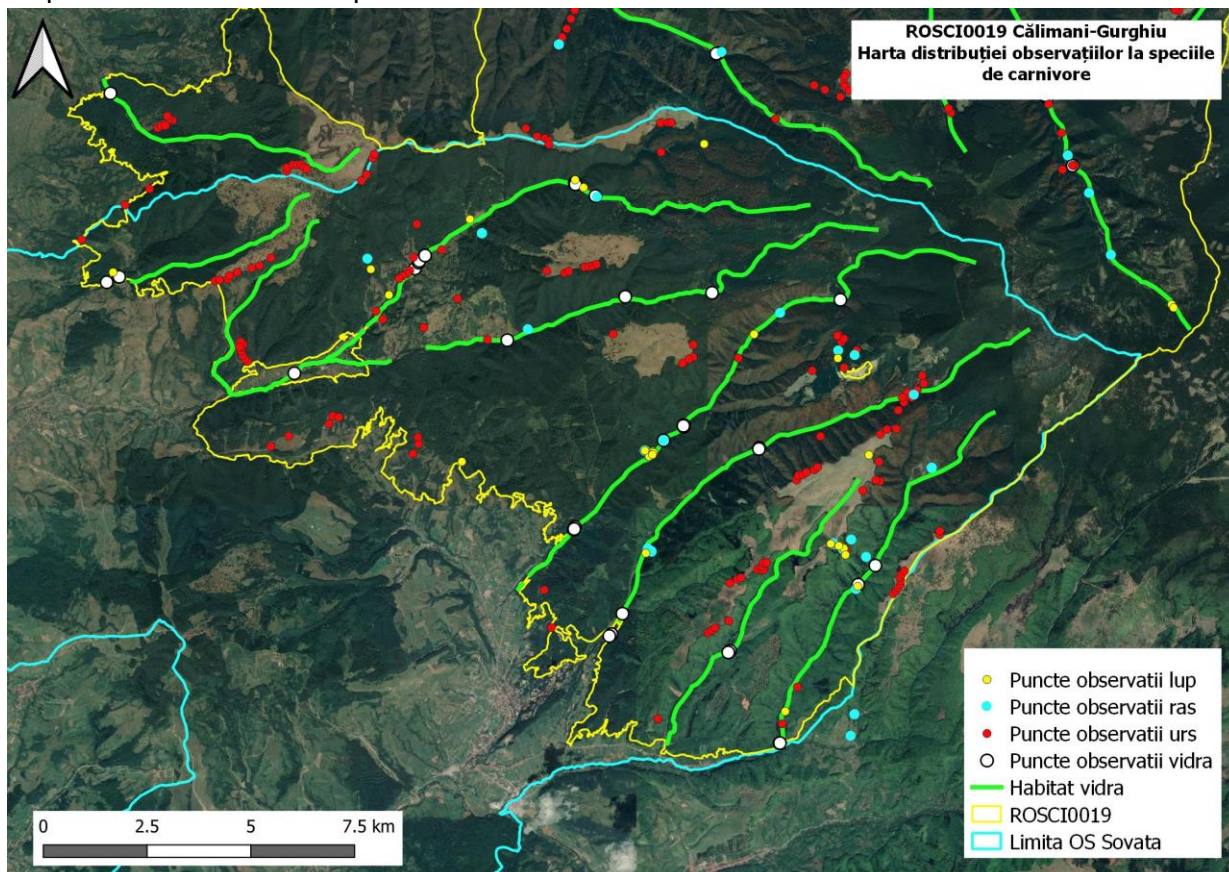 ROSCI0019 Călimani-Gurghiu
Harta distribuției observațiilor la speciile
de carnivore
Puncte observatii lup
Puncte observatii ras
Puncte observatii urs
Puncte observatii vidra
Habitat vidra
ROSCI0019
Limita OS Sovata
0 2.5 5 7.5 km